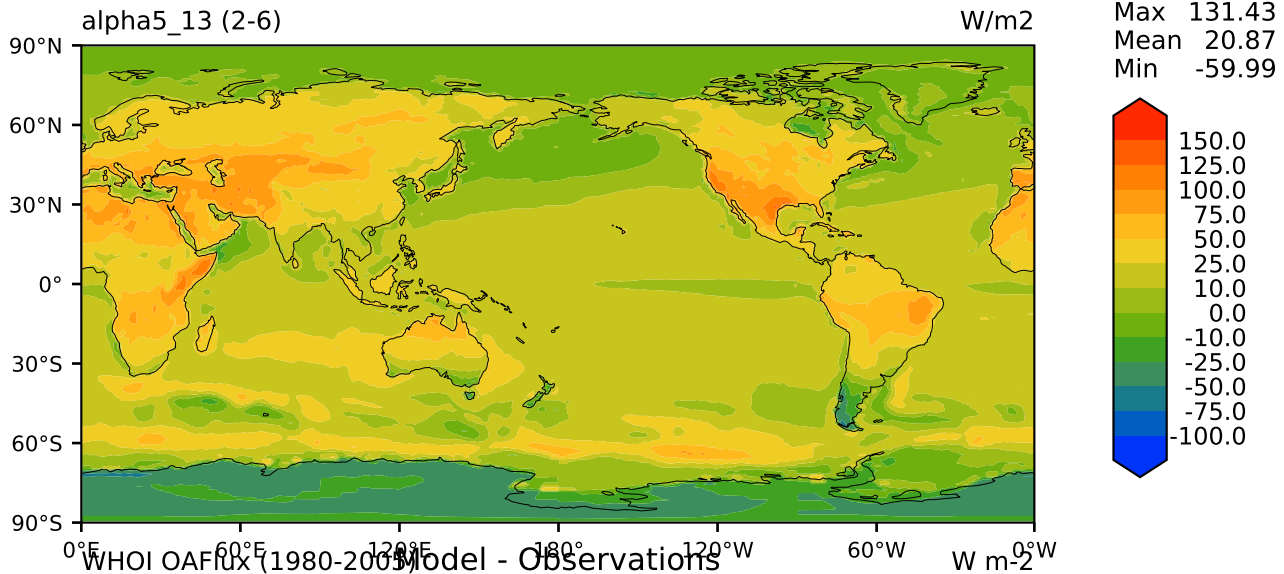 alpha5_13 (2-6)
W/m2
Max 131.43
Mean 20.87
Min -59.99
90°N
60°N
30°N
0°
30°S
60°S
90°S
150.0
125.0
100.0
75.0
50.0
25.0
10.0
0.0
-10.0
-25.0
-50.0
-75.0
-100.0
0°E 60°E 120°E 180° 120°W 60°W 0°W
WHOI OAFlux (1980-2005)
Model - Observations
W m-2